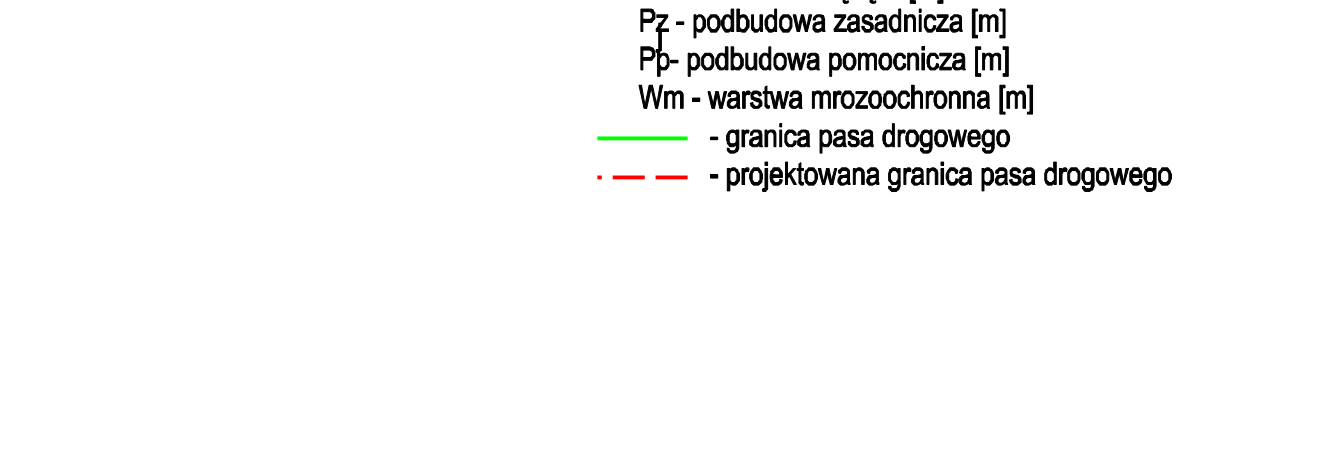 Pz - podbudowa zasadnicza [m]
Pp- podbudowa pomocnicza [m]
Wm - warstwa mrozoochronna [m]
- granica pasa drogowego
- projektowana granica pasa drogowego